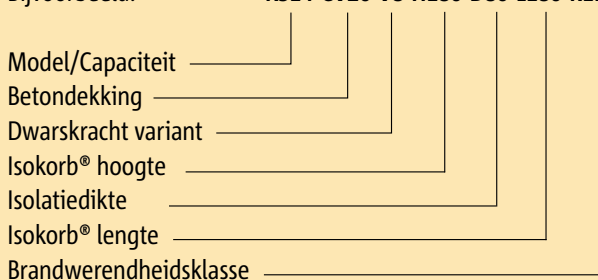 Model/Capaciteit
Betondekking
Dwarskracht variant
Isokorb® hoogte
Isolatiedikte
Isokorb® lengte
Brandwerendheidsklasse